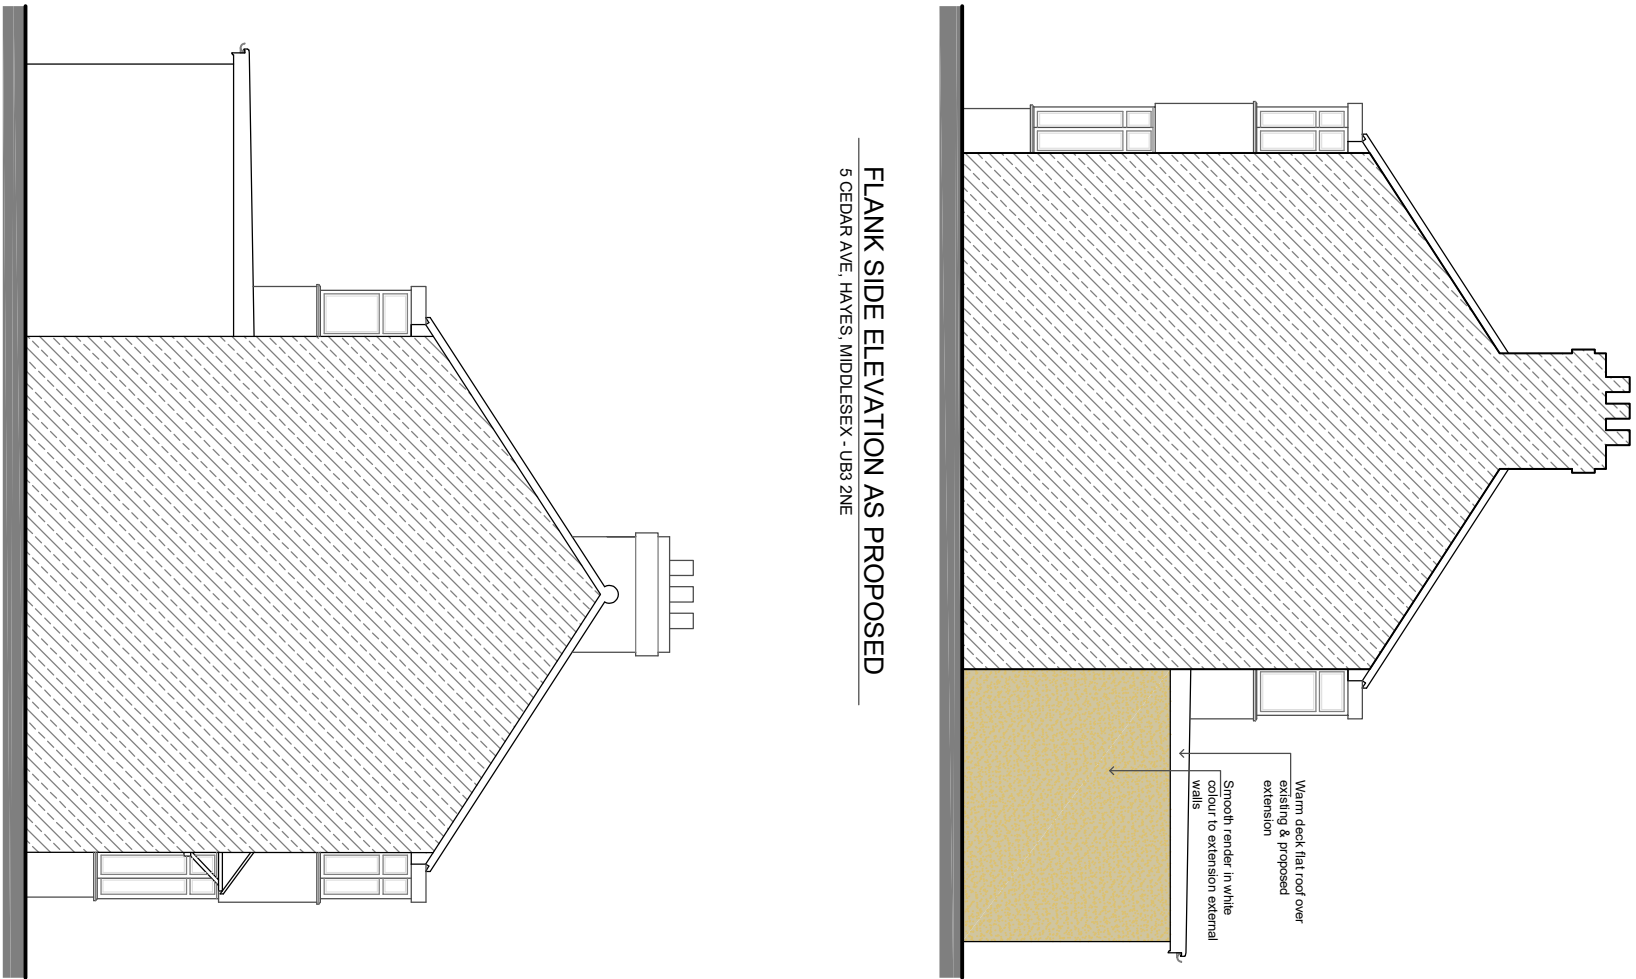 Warm deck flat roof over
existing & proposed
extension
Smooth render in white
colour to extension external
walls
FLANK SIDE ELEVATION AS PROPOSED
5 CEDAR AVE, HAYES, MIDDLESEX - UB3 2NE